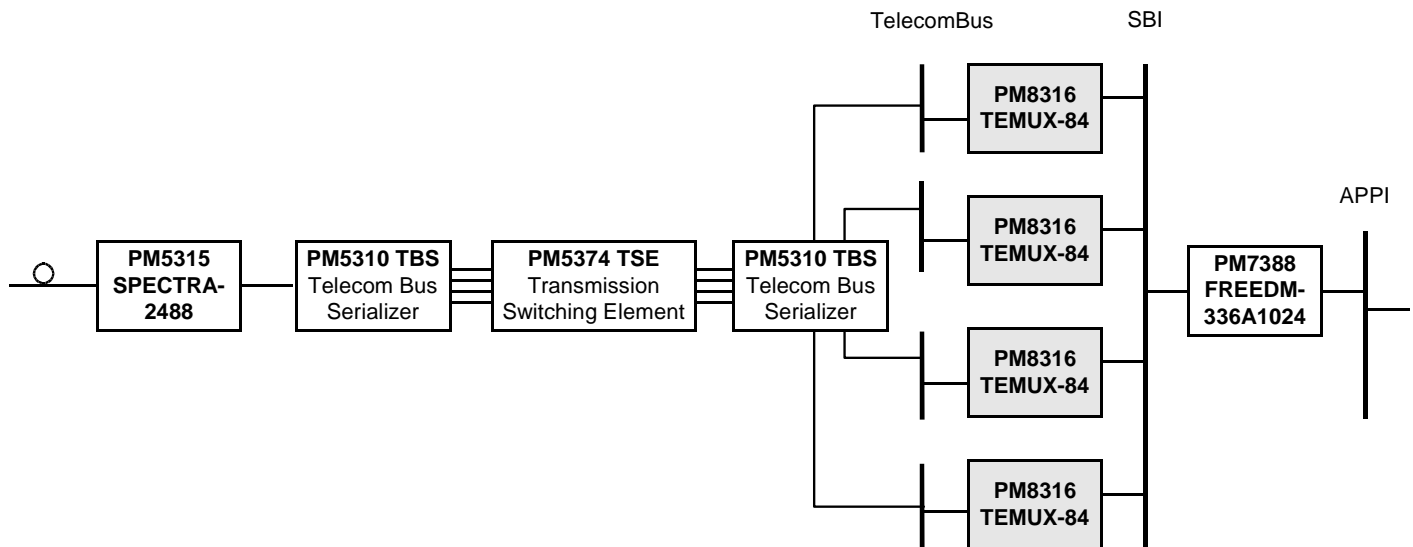 TelecomBus
SBI
PM8316
TEMUX-84
PM8316
TEMUX-84
APPI
PM5315
SPECTRA-
2488
PM5310 TBS
Telecom Bus
Serializer
PM5374 TSE
Transmission
Switching Element
PM5310 TBS
Telecom Bus
Serializer
PM7388
FREEDM-
336A1024
PM8316
TEMUX-84
PM8316
TEMUX-84